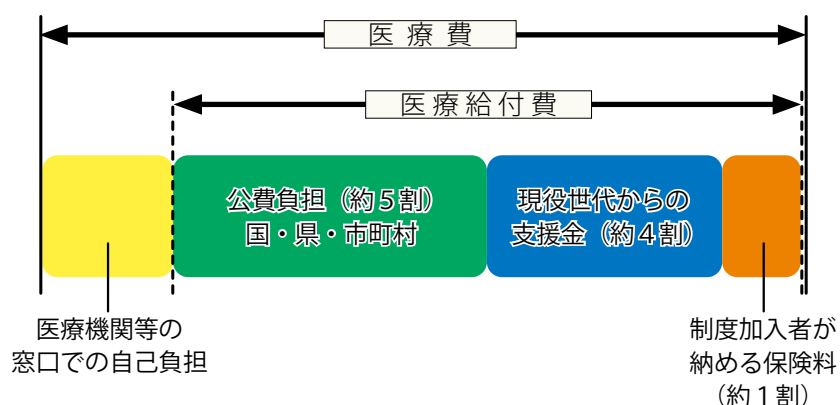 医療費
医療給付費
公費負担（約５割）
国・県・市町村
現役世代からの
支援金（約４割）
医療機関等の
窓口での自己負担
制度加入者が
納める保険料
（約１割）